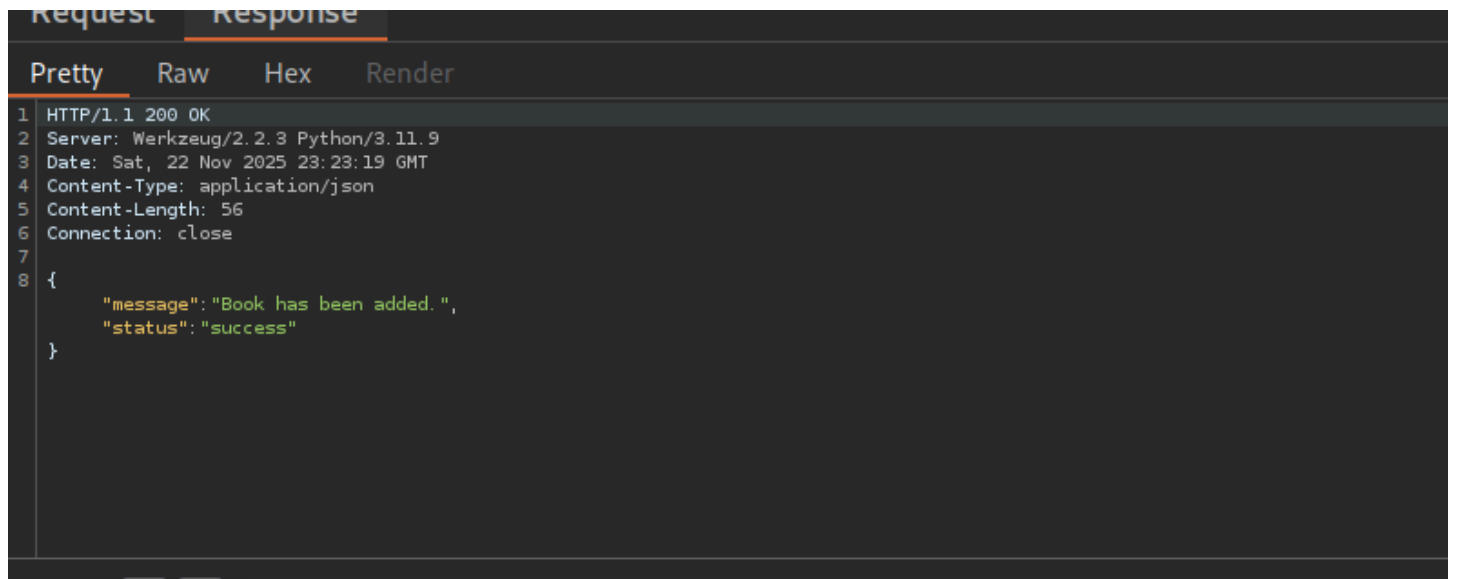 Request Response
Pretty Raw Hex Render
1 HTTP/1.1 200 OK
2 Server: Werkzeug/2.2.3 Python/3.11.9
3 Date: Sat, 22 Nov 2025 23:23:19 GMT
4 Content-Type: application/json
5 Content-Length: 56
6 Connection: close
7
8 {
"message":"Book has been added.",
"status":"success"
}